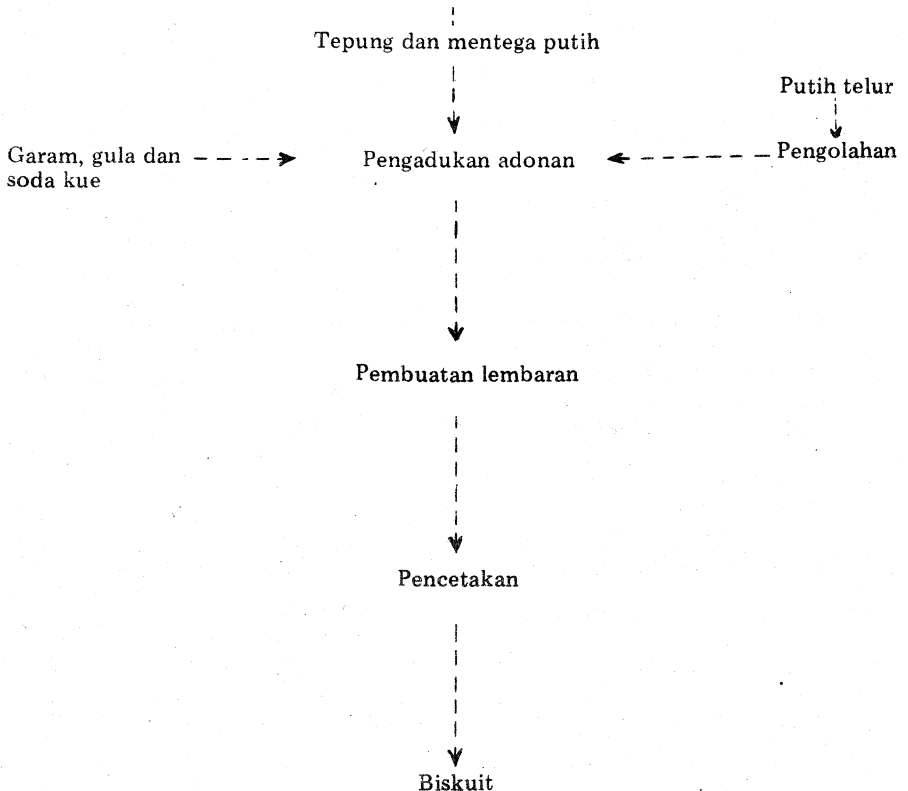 Tepung dan mentega putih
Putih telur
Garam, gula dan
soda kue
Pengadukan adonan
Pengolahan
Pembuatan lembaran
Pencetakan
Biskuit